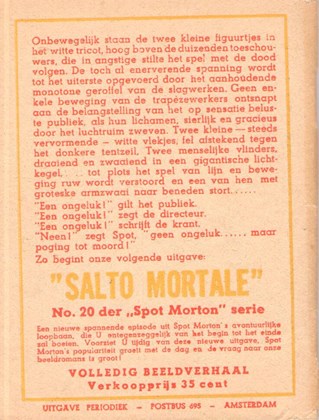 Onbewegelijk staan de twee kleine figuurtjes in
het witte tricot, hoog boven de duizenden toeschou-
wers, die in angstige stilte het spel met de dood
volgen. De toch al enerverende spanning wordt
tot het uiterste opgevoerd door het aanhoudende
monotone geroffel van de slagwerken. Geen en-
kele beweging van de trapézewerkers ontsnapt
aan de belangstelling van het op sensatie belus-
te publiek, als hun lichamen, sierlijk en gracieus
door het luchtruim zweven. Twee kleine — steeds
vervormende — witte vlekjes, fel afstekend tegen
het donkere tentzeil. Twee menselijke vlinders,
draaiend en zwaaiend in een gigantische licht-
kegel, . . . . tot plots het spel van lijn en bewe-
ging ruw wordt verstoord en een van hen met
groteske armzwaai naar beneden stort . . . . .
"Een ongeluk!" gilt het publiek.
"Een ongeluk!" zegt de directeur.
"Een ongeluk!" schrijft de krant.
"Neen!" zegt Spot, "geen ongeluk . . . . . maar
poging tot moord!"
Zo begint onze volgende uitgave:
"SALTO MORTALE"
No. 20 der „Spot Morton" serie
Een nieuwe spannende episode uit Spot Morton's avontuurlijke
loopbaan, die U ontegenzeggelijk van het begin tot het einde
zal boeien. Voorziet U tijdig van deze nieuwe uitgave, Spot
Morton's populariteit groeit met de dag en de vraag naar onze
beeldromans is groot!
VOLLEDIG BEELDVERHAAL
Verkoopprijs 35 cent
UITGAVE PERIODIEK - POSTBUS 695 - AMSTERDAM